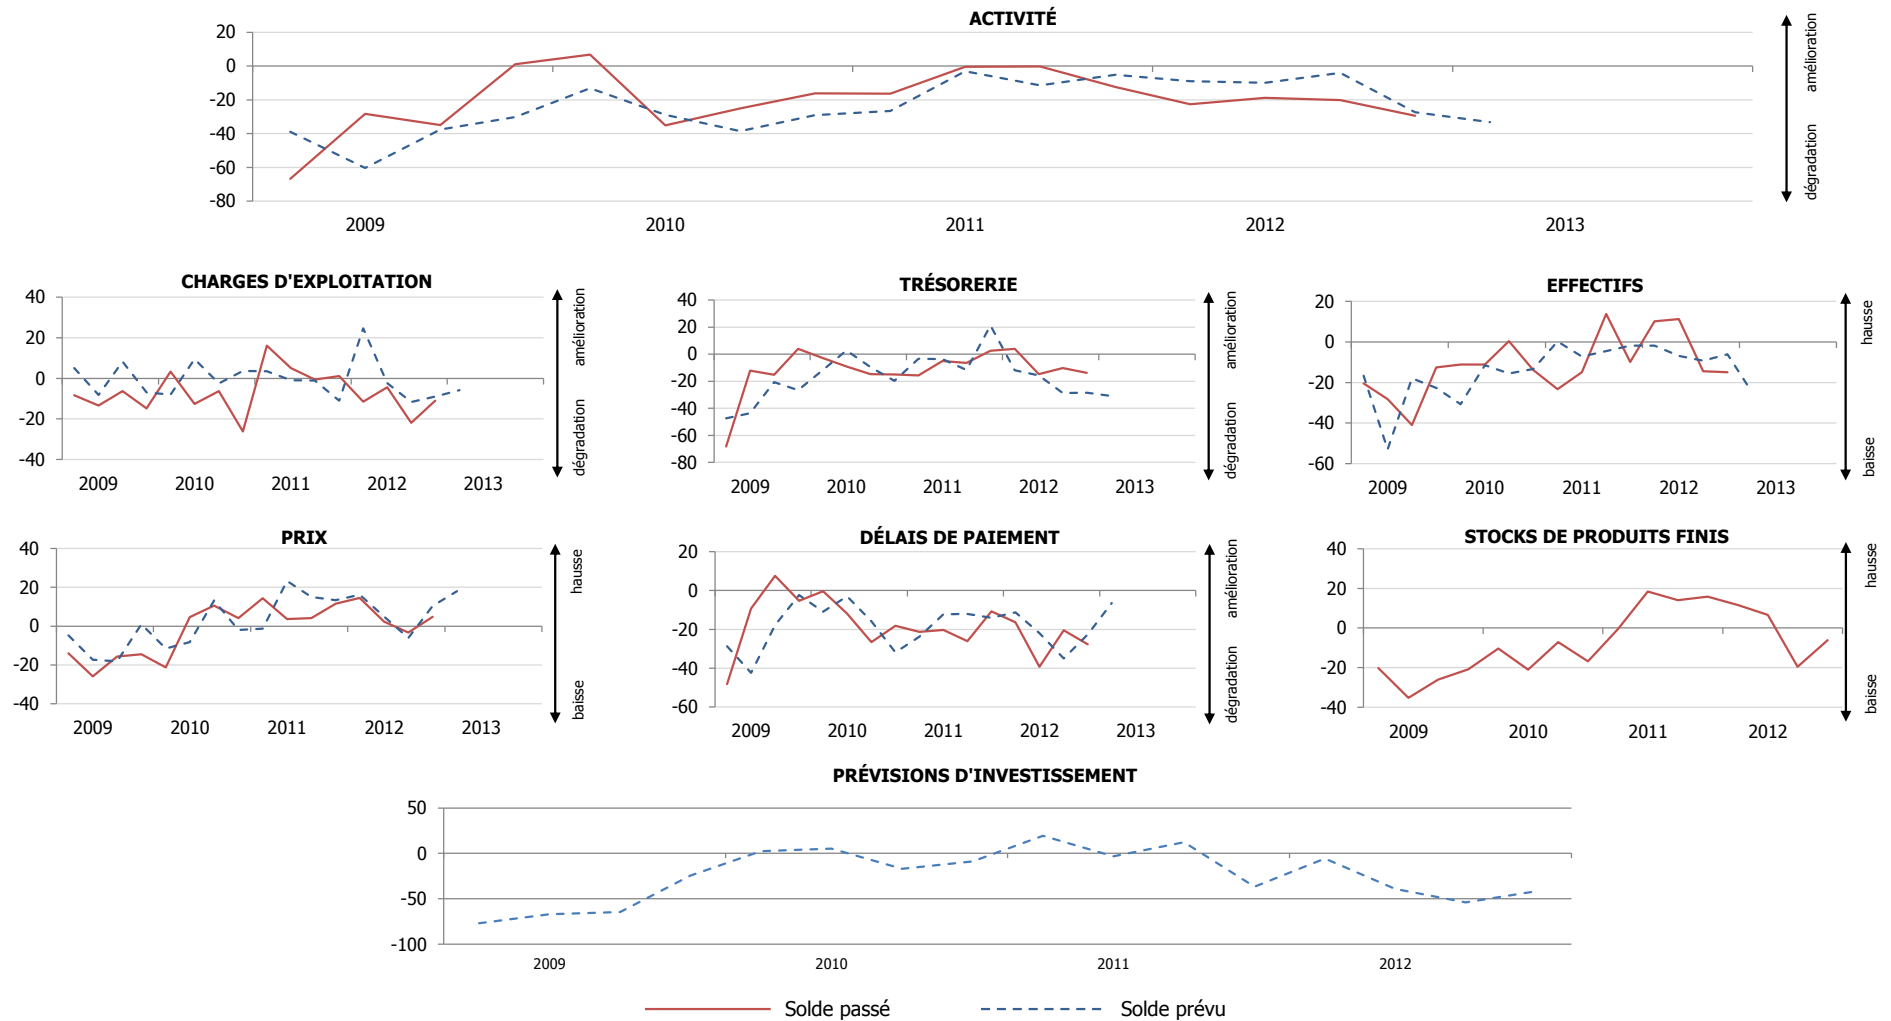 ACTIVITÉ
20
0
-20
-40
-60
-80
2009 2010 2011 2012 2013
amélioration
dégradation
CHARGES D'EXPLOITATION
40
20
0
-20
-40
2009 2010 2011 2012 2013
amélioration
dégradation
TRÉSORERIE
40
20
0
-20
-40
-60
-80
2009 2010 2011 2012 2013
amélioration
dégradation
EFFECTIFS
20
0
-20
-40
-60
2009 2010 2011 2012 2013
hausse
baisse
PRIX
40
20
0
-20
-40
2009 2010 2011 2012 2013
hausse
baisse
DÉLAIS DE PAIEMENT
20
0
-20
-40
-60
2009 2010 2011 2012 2013
amélioration
dégradation
STOCKS DE PRODUITS FINIS
40
20
0
-20
-40
2009 2010 2011 2012
hausse
baisse
PRÉVISIONS D'INVESTISSEMENT
50
0
-50
-100
2009 2010 2011 2012
Solde passé Solde prévu